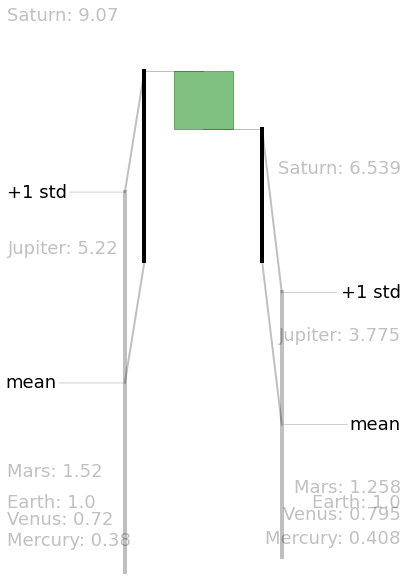 Saturn: 9.07
Saturn: 6.539
+1 std
Jupiter: 5.22
+1 std
Jupiter: 3.775
mean
mean
Mars: 1.52
Mars: 1.258
Earth: 1.0
Earth: 1.0
Venus: 0.72
Venus: 0.795
Mercury: 0.38
Mercury: 0.408